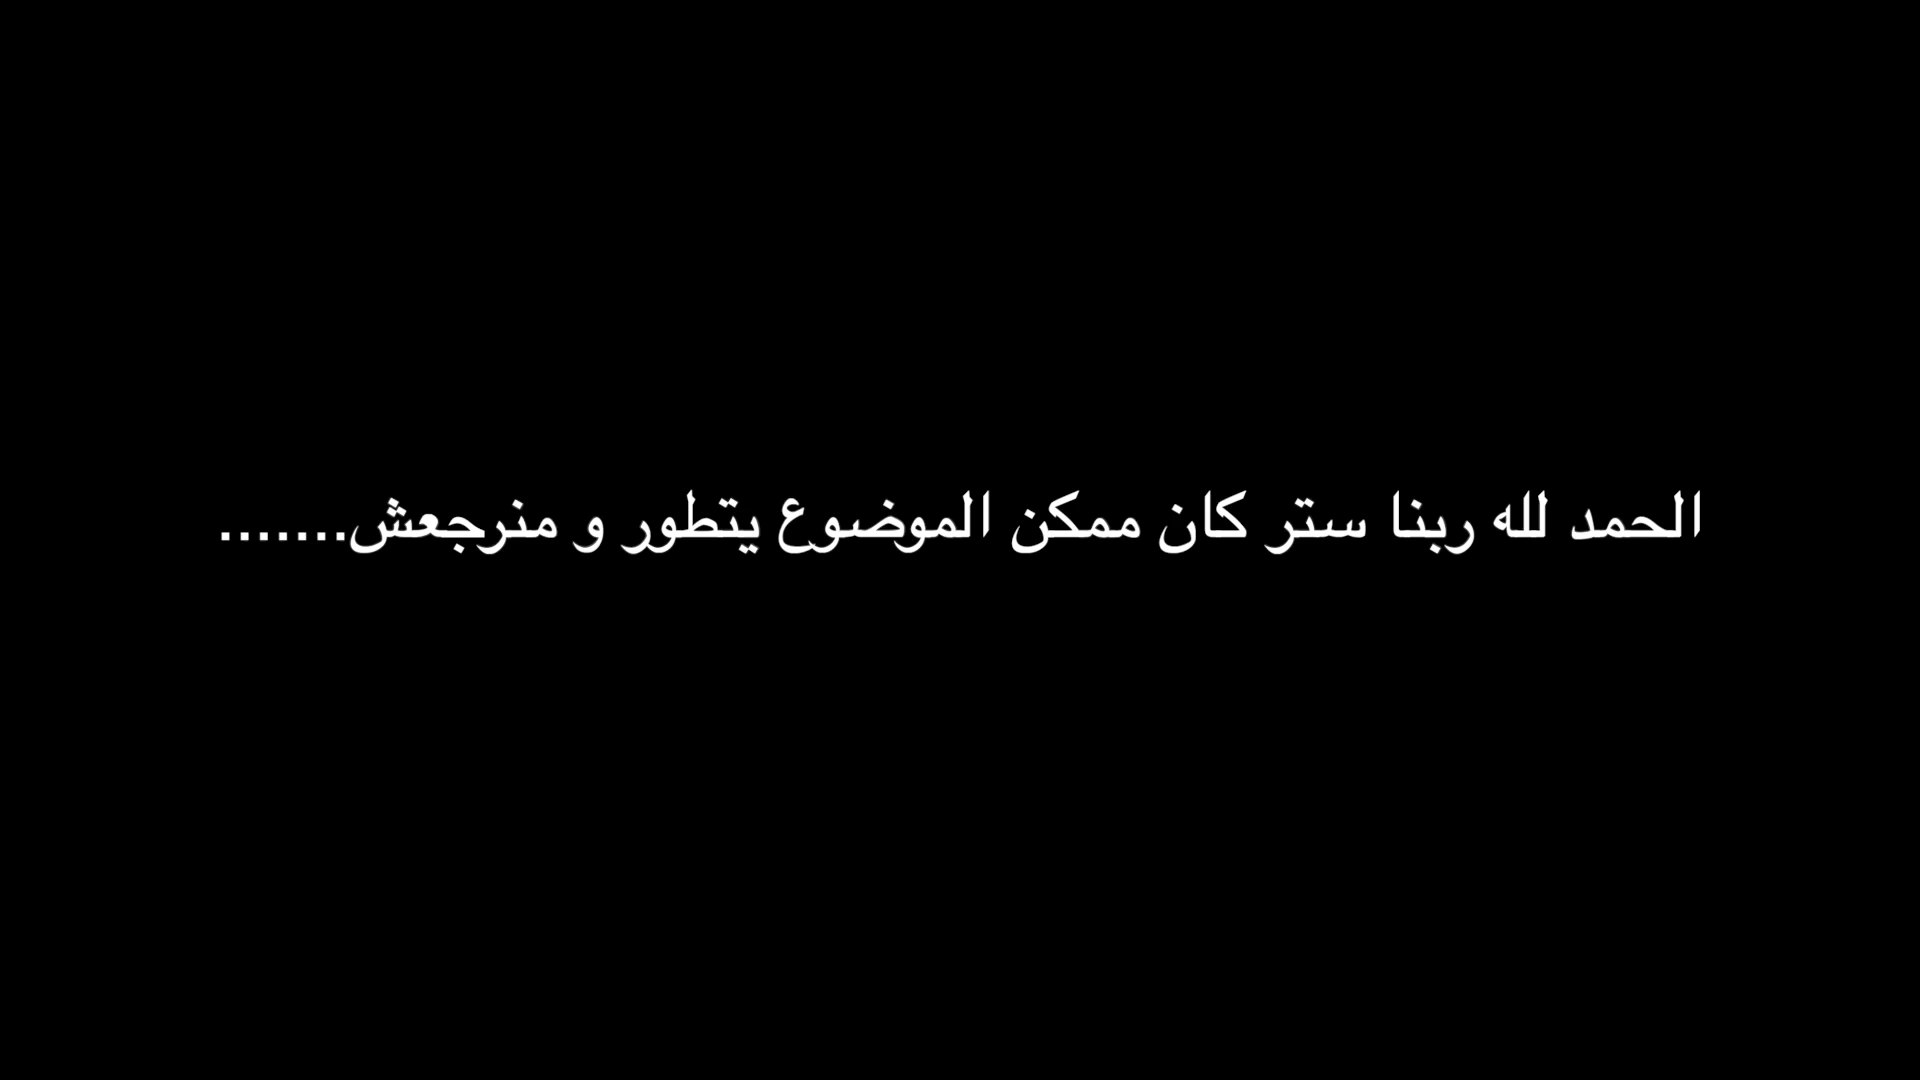 الحمد لله ربنا ستر كان ممكن الموضوع يتطور و منرجعش.......